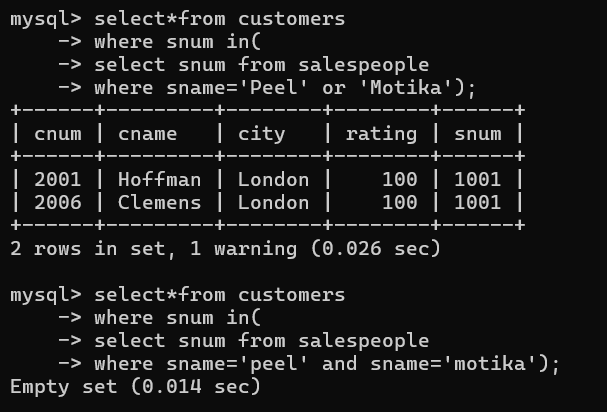 mysql> select*from customers
    -> where snum in(
    -> select snum from salespeople
    -> where sname='Peel' or 'Motika');
+------+---------+--------+--------+------+
| cnum | cname   | city   | rating | snum |
+------+---------+--------+--------+------+
| 2001 | Hoffman | London |    100 | 1001 |
| 2006 | Clemens | London |    100 | 1001 |
+------+---------+--------+--------+------+
2 rows in set, 1 warning (0.026 sec)

mysql> select*from customers
    -> where snum in(
    -> select snum from salespeople
    -> where sname='peel' and sname='motika');
Empty set (0.014 sec)